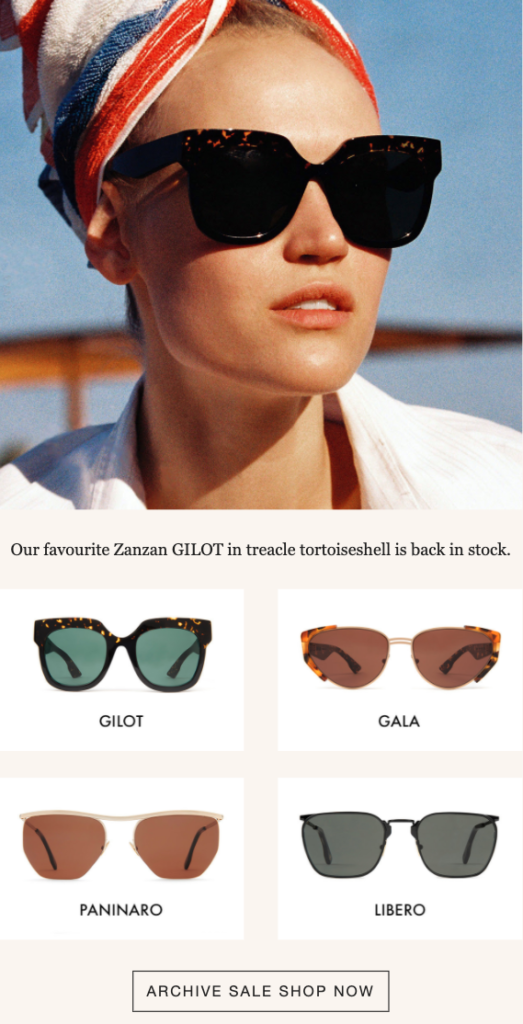 Our favourite Zanzan GILOT in treacle tortoiseshell is back in stock.
GILOT
GALA
PANINARO
LIBERO
ARCHIVE SALE SHOP NOW